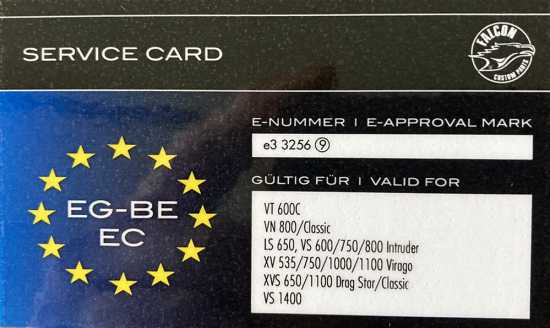 SERVICE CARD
FALCON
CUSTOM PARTS
E-NUMMER | E-APPROVAL MARK
e3 3256 ⑨
GÜLTIG FÜR | VALID FOR
EG-BE
EC
VT 600C
VN 800/Classic
LS 650, VS 600/750/800 Intruder
XV 535/750/1000/1100 Virago
XVS 650/1100 Drag Star/Classic
VS 1400